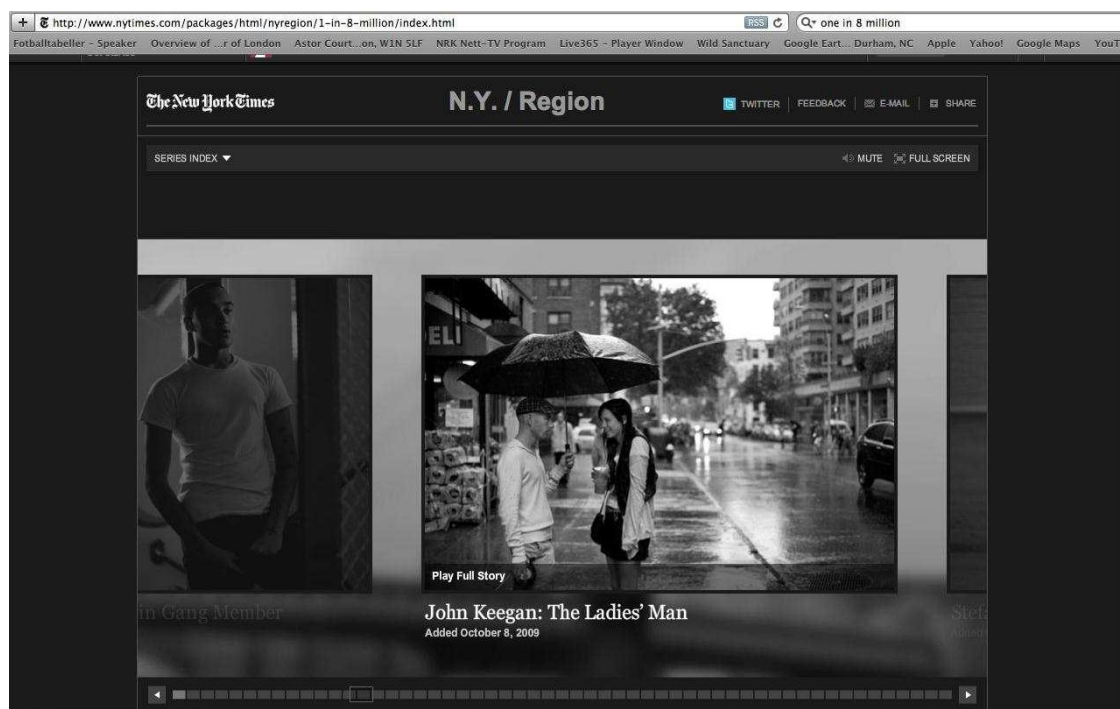 http://www.nytimes.com/packages/html/nyregion/1-in-8-million/index.html RSS one in 8 million
Fotballtabeller - Speaker Overview of ...r of London Astor Court...on, W1N 5LF NRK Nett-TV Program Live365 - Player Window Wild Sanctuary Google Eart... Durham, NC Apple Yahoo! Google Maps YouT
The New York Times N.Y. / Region TWITTER FEEDBACK E-MAIL SHARE
SERIES INDEX MUTE FULL SCREEN
DELI
Play Full Story
in Gang Member John Keegan: The Ladies' Man Stefa
Added October 8, 2009 Added